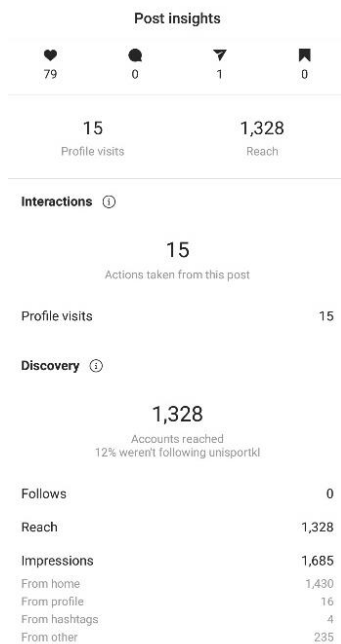 Post insights
79 0 1 0
15 1,328
Profile visits Reach
Interactions
15
Actions taken from this post
Profile visits 15
Discovery
1,328
Accounts reached
12% weren't following unisportkl
Follows 0
Reach 1,328
Impressions 1,685
From home 1,430
From profile 16
From hashtags 4
From other 235